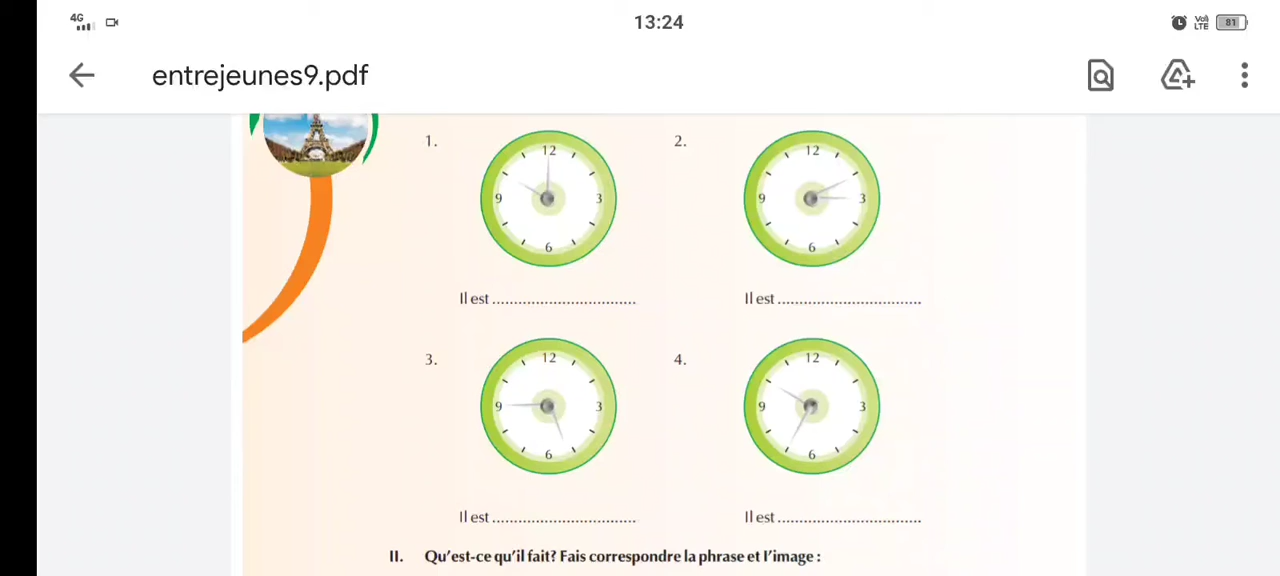 4G 13:24 Vo) LTE 81
entrejeunes9.pdf
1. 2.
12 12
9 3 9 3
6 6
Il est ................................ Il est ................................
3. 4.
12 12
9 3 9 3
6 6
Il est ................................ Il est ................................
II. Qu'est-ce qu'il fait? Fais correspondre la phrase et l'image :